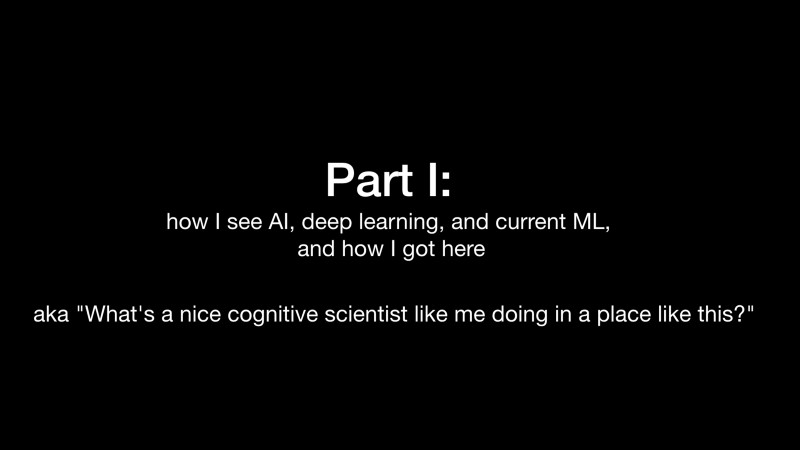 Part I:
how I see AI, deep learning, and current ML,
and how I got here
aka "What's a nice cognitive scientist like me doing in a place like this?"